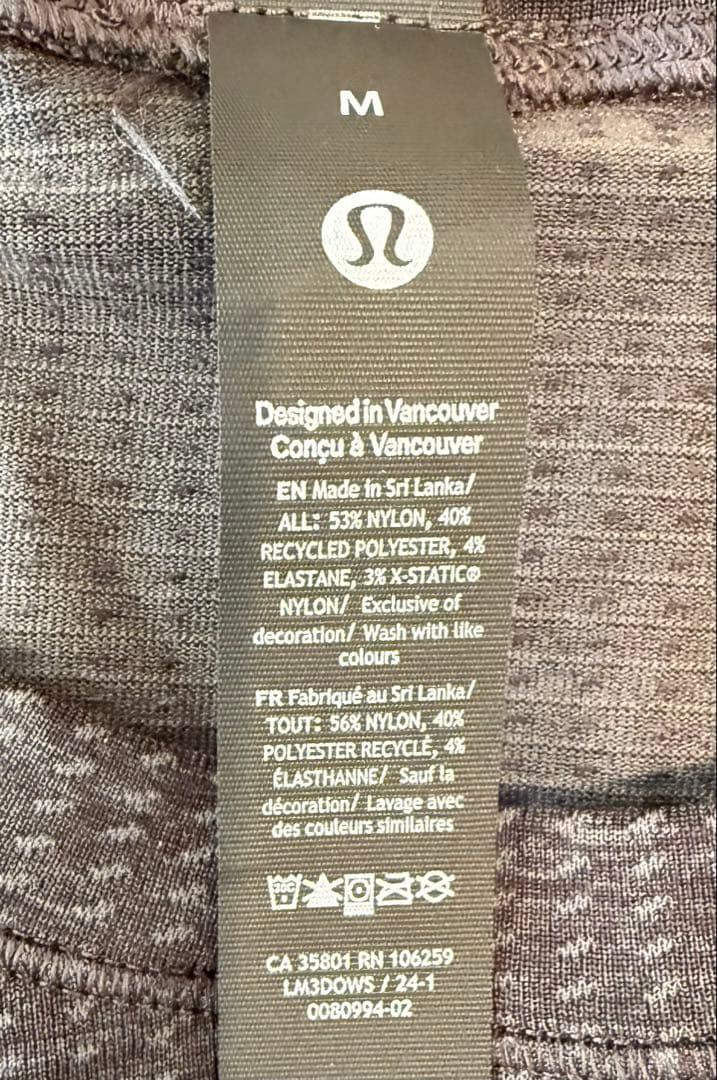 M
Designed in Vancouver
Conçu à Vancouver
EN Made in Sri Lanka/
ALL: 53% NYLON, 40%
RECYCLED POLYESTER, 4%
ELASTANE, 3% X-STATIC®
NYLON/ Exclusive of
decoration/ Wash with like
colours
FR Fabriqué au Sri Lanka/
TOUT: 56% NYLON, 40%
POLYESTER RECYCLÉ, 4%
ÉLASTHANNE/ Sauf la
décoration/ Lavage avec
des couleurs similaires
30C
CA 35801 RN 106259
LM3DOWS / 24-1
0080994-02